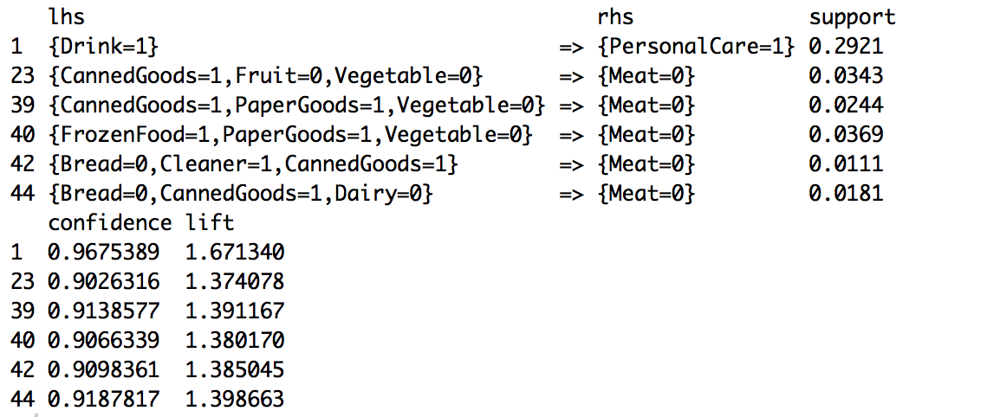 lhs                                        rhs              support
1  {Drink=1}                               => {PersonalCare=1} 0.2921
23 {CannedGoods=1,Fruit=0,Vegetable=0}     => {Meat=0}         0.0343
39 {CannedGoods=1,PaperGoods=1,Vegetable=0} => {Meat=0}         0.0244
40 {FrozenFood=1,PaperGoods=1,Vegetable=0}  => {Meat=0}         0.0369
42 {Bread=0,Cleaner=1,CannedGoods=1}       => {Meat=0}         0.0111
44 {Bread=0,CannedGoods=1,Dairy=0}         => {Meat=0}         0.0181
   confidence lift
1  0.9675389  1.671340
23 0.9026316  1.374078
39 0.9138577  1.391167
40 0.9066339  1.380170
42 0.9098361  1.385045
44 0.9187817  1.398663